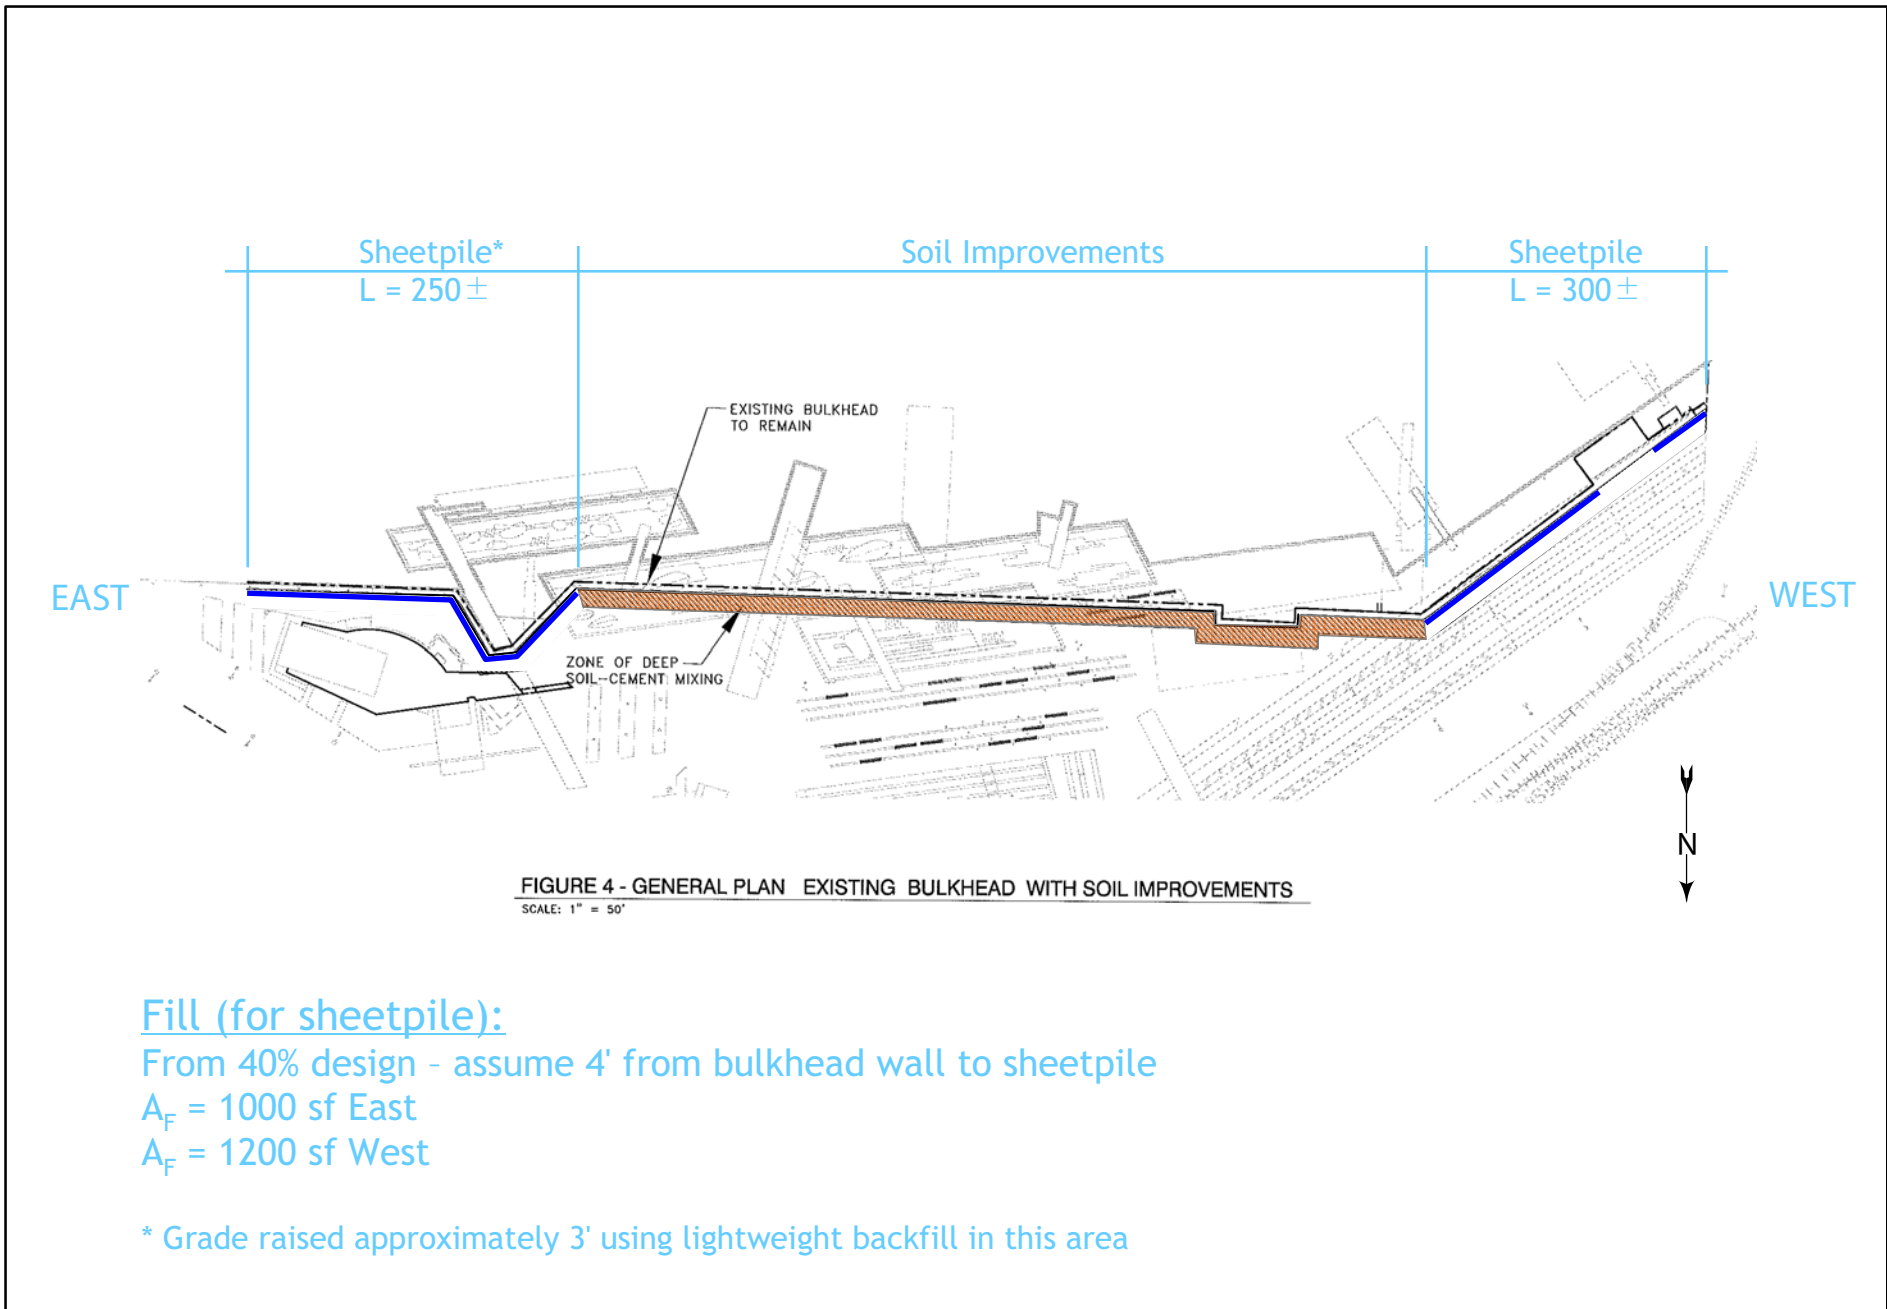 Sheetpile*
L = 250 ±
Soil Improvements
Sheetpile
L = 300 ±
EXISTING BULKHEAD
TO REMAIN
EAST
WEST
ZONE OF DEEP
SOIL-CEMENT MIXING
N
FIGURE 4 - GENERAL PLAN EXISTING BULKHEAD WITH SOIL IMPROVEMENTS
SCALE: 1" = 50'
Fill (for sheetpile):
From 40% design – assume 4' from bulkhead wall to sheetpile
AF = 1000 sf East
AF = 1200 sf West
* Grade raised approximately 3' using lightweight backfill in this area